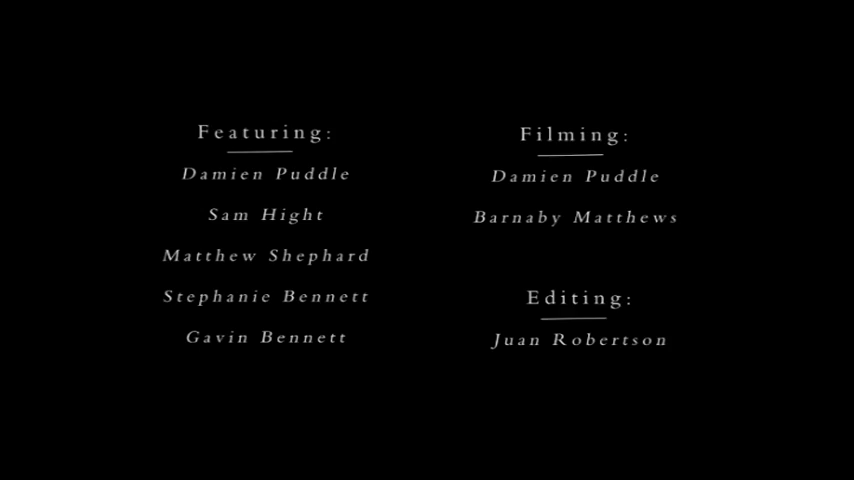 Featuring:
Damien Puddle
Sam Hight
Matthew Shephard
Stephanie Bennett
Gavin Bennett
Filming:
Damien Puddle
Barnaby Matthews
Editing:
Juan Robertson